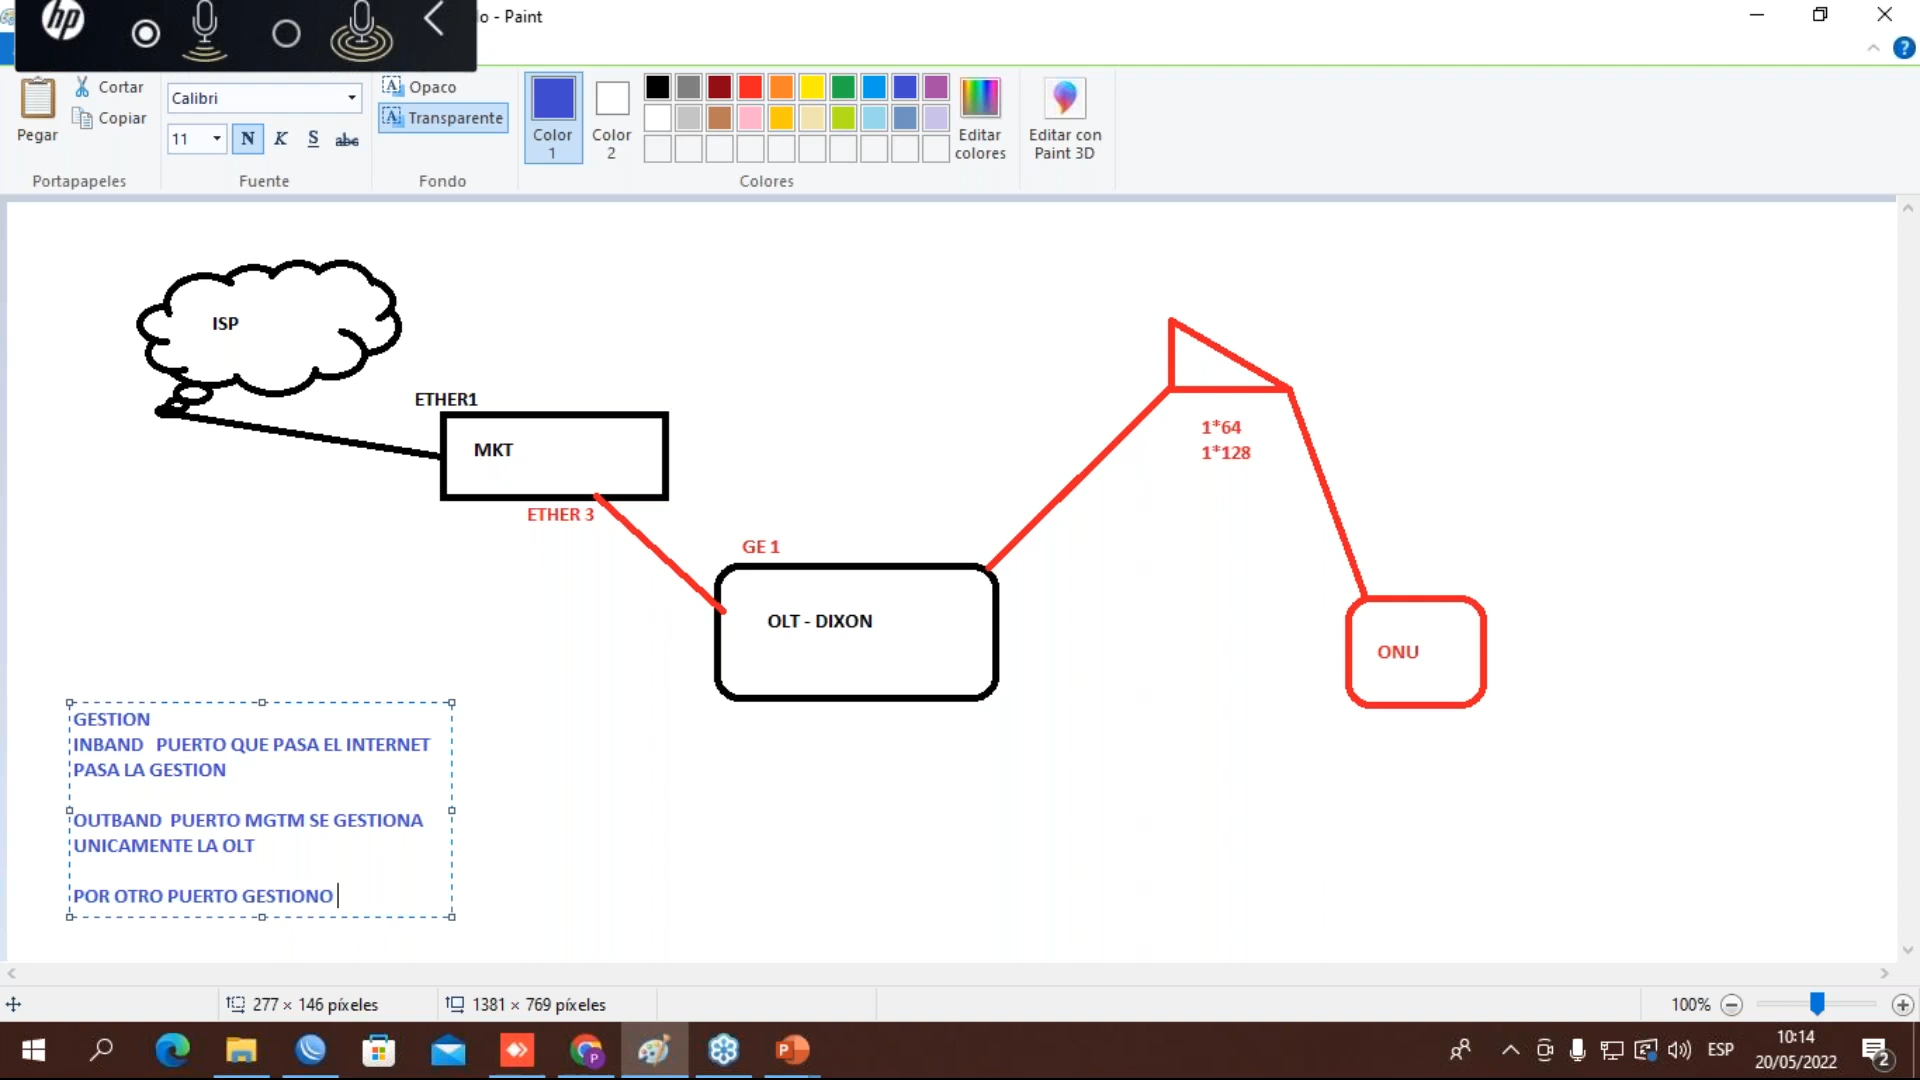 hp
lo - Paint
?
Pegar
Cortar
Copiar
Portapapeles
Calibri
11
N K S abc
Fuente
Opaco
Transparente
Fondo
Color
1
Color
2
Colores
Editar
colores
Editar con
Paint 3D
ISP
ETHER1
MKT
ETHER 3
GE 1
OLT - DIXON
1*64
1*128
ONU
GESTION
INBAND PUERTO QUE PASA EL INTERNET
PASA LA GESTION
OUTBAND PUERTO MGTM SE GESTIONA
UNICAMENTE LA OLT
POR OTRO PUERTO GESTIONO
277 × 146 píxeles
1381 × 769 píxeles
100%
P
P
ESP
10:14
20/05/2022
2